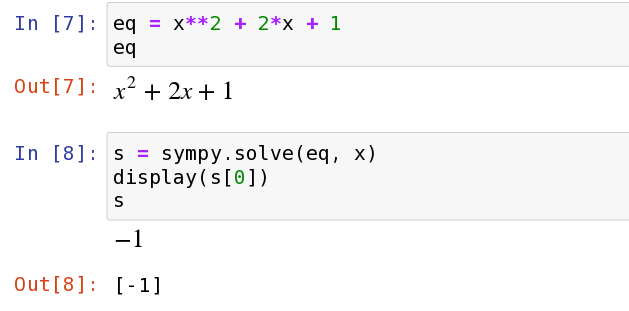 In [7]: eq = x**2 + 2*x + 1
eq
Out[7]: x² + 2x + 1
In [8]: s = sympy.solve(eq, x)
display(s[0])
s
−1
Out[8]: [-1]